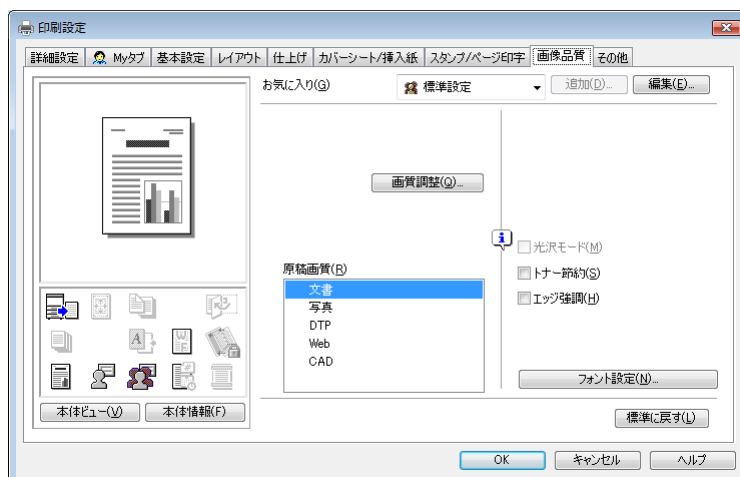 印刷設定
詳細設定 Myタブ 基本設定 レイアウト 仕上げ カバーシート/挿入紙 スタンプ/ページ印字 画像品質 その他
お気に入り(G) 標準設定 追加(D)... 編集(E)...
画質調整(Q)...
光沢モード(M)
原稿画質(R)
トナー節約(S)
文書
エッジ強調(H)
写真
DTP
Web
CAD
フォント設定(N)...
本体ビュー(V) 本体情報(F)
標準に戻す(L)
OK キャンセル ヘルプ